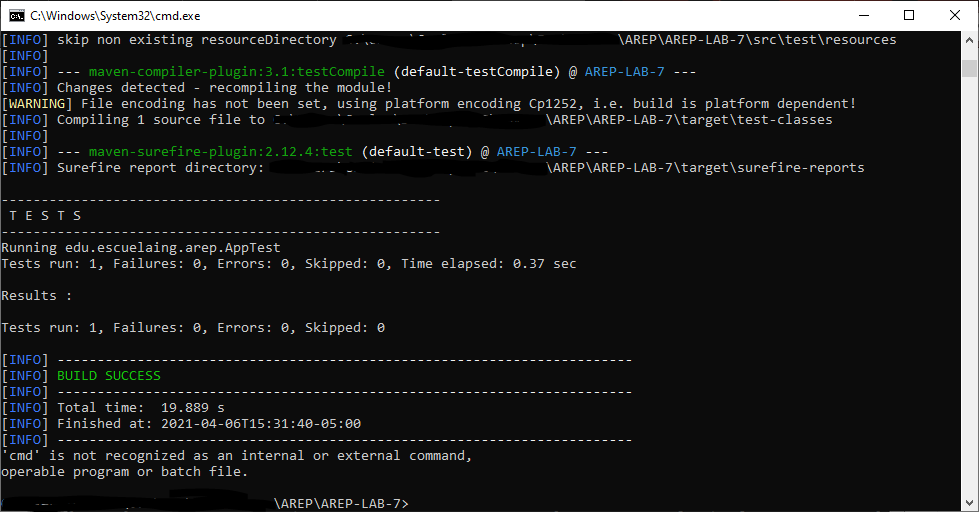 C:\Windows\System32\cmd.exe
[INFO] skip non existing resourceDirectory \AREP\AREP-LAB-7\src\test\resources
[INFO]
[INFO] --- maven-compiler-plugin:3.1:testCompile (default-testCompile) @ AREP-LAB-7 ---
[INFO] Changes detected - recompiling the module!
[WARNING] File encoding has not been set, using platform encoding Cp1252, i.e. build is platform dependent!
[INFO] Compiling 1 source file to \AREP\AREP-LAB-7\target\test-classes
[INFO]
[INFO] --- maven-surefire-plugin:2.12.4:test (default-test) @ AREP-LAB-7 ---
[INFO] Surefire report directory: \AREP\AREP-LAB-7\target\surefire-reports
-------------------------------------------------------
T E S T S
-------------------------------------------------------
Running edu.escuelaing.arep.AppTest
Tests run: 1, Failures: 0, Errors: 0, Skipped: 0, Time elapsed: 0.37 sec
Results :
Tests run: 1, Failures: 0, Errors: 0, Skipped: 0
[INFO] ------------------------------------------------------------------------
[INFO] BUILD SUCCESS
[INFO] ------------------------------------------------------------------------
[INFO] Total time:  19.889 s
[INFO] Finished at: 2021-04-06T15:31:40-05:00
[INFO] ------------------------------------------------------------------------
'cmd' is not recognized as an internal or external command,
operable program or batch file.
\AREP\AREP-LAB-7>